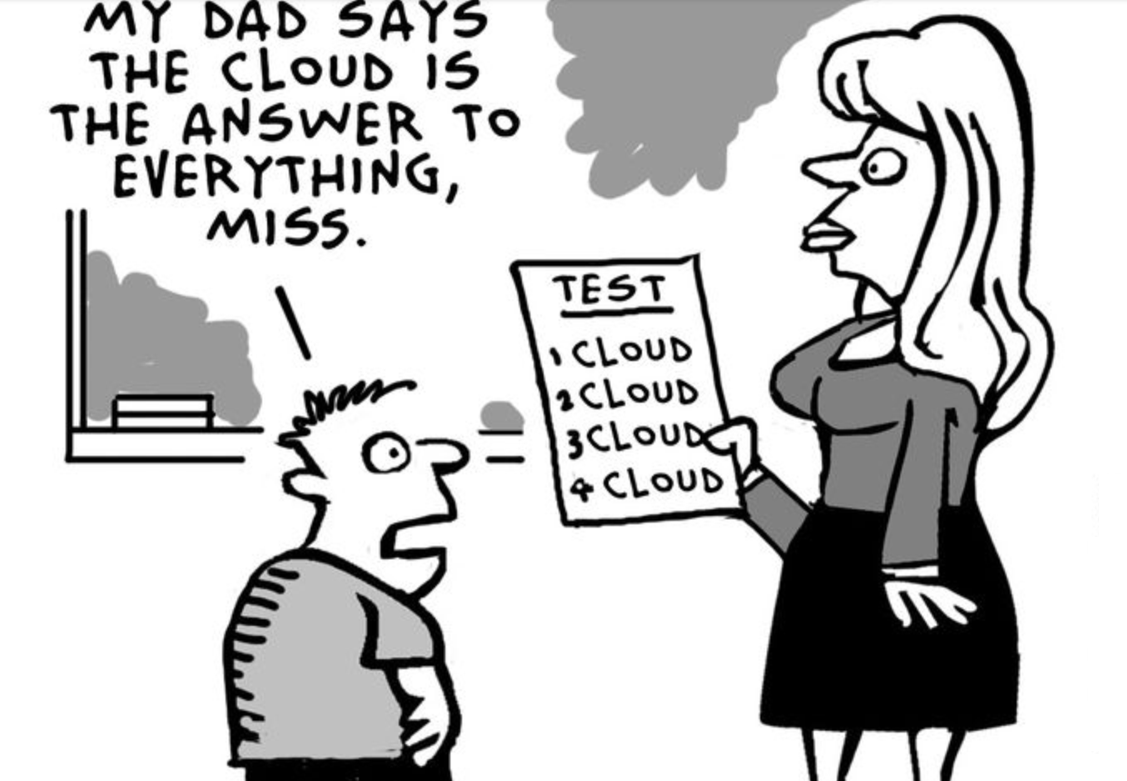 MY DAD SAYS
THE CLOUD IS
THE ANSWER TO
EVERYTHING,
MISS.
TEST
1 CLOUD
2 CLOUD
3 CLOUD
4 CLOUD